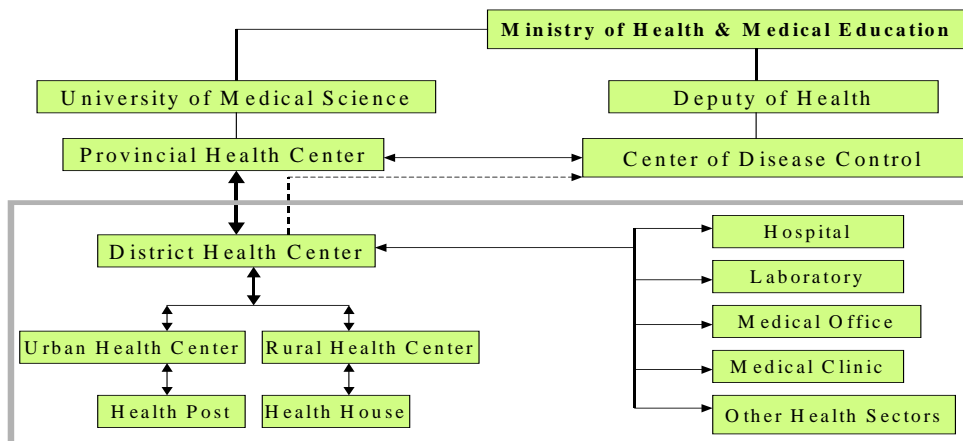 Ministry of Health & Medical Education
University of Medical Science
Deputy of Health
Provincial Health Center
Center of Disease Control
District Health Center
Hospital
Laboratory
Medical Office
Medical Clinic
Other Health Sectors
Urban Health Center
Rural Health Center
Health Post
Health House